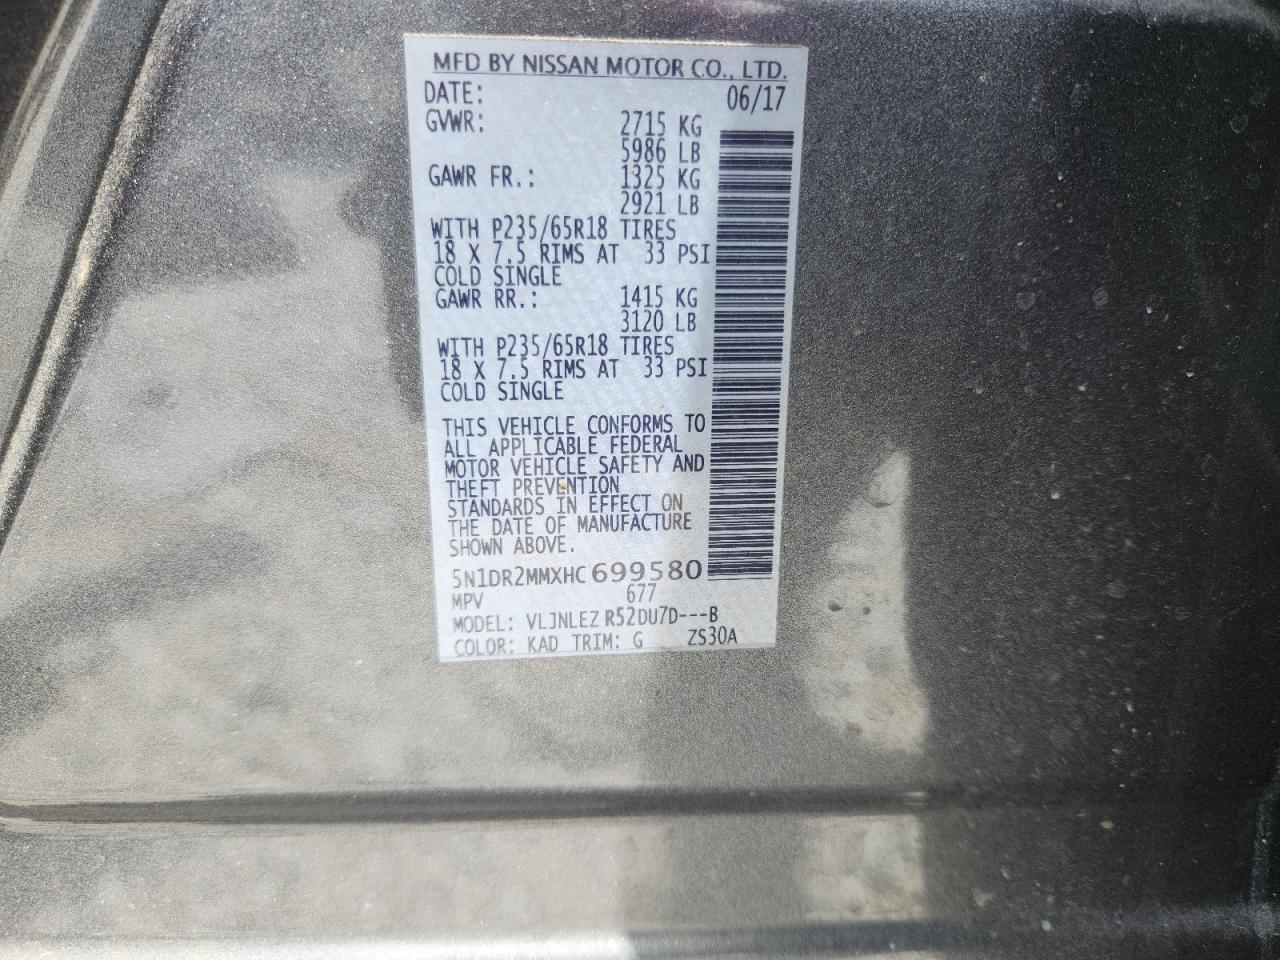 MFD BY NISSAN MOTOR CO., LTD.
DATE: 06/17
GVWR: 2715 KG
5986 LB
GAWR FR.: 1325 KG
2921 LB
WITH P235/65R18 TIRES
18 X 7.5 RIMS AT 33 PSI
COLD SINGLE
GAWR RR.: 1415 KG
3120 LB
WITH P235/65R18 TIRES
18 X 7.5 RIMS AT 33 PSI
COLD SINGLE
THIS VEHICLE CONFORMS TO
ALL APPLICABLE FEDERAL
MOTOR VEHICLE SAFETY AND
THEFT PREVENTION
STANDARDS IN EFFECT ON
THE DATE OF MANUFACTURE
SHOWN ABOVE.
5N1DR2MMXHC699580
MPV 677
MODEL: VLJNLEZ R52DU7D---B
COLOR: KAD TRIM: G ZS30A